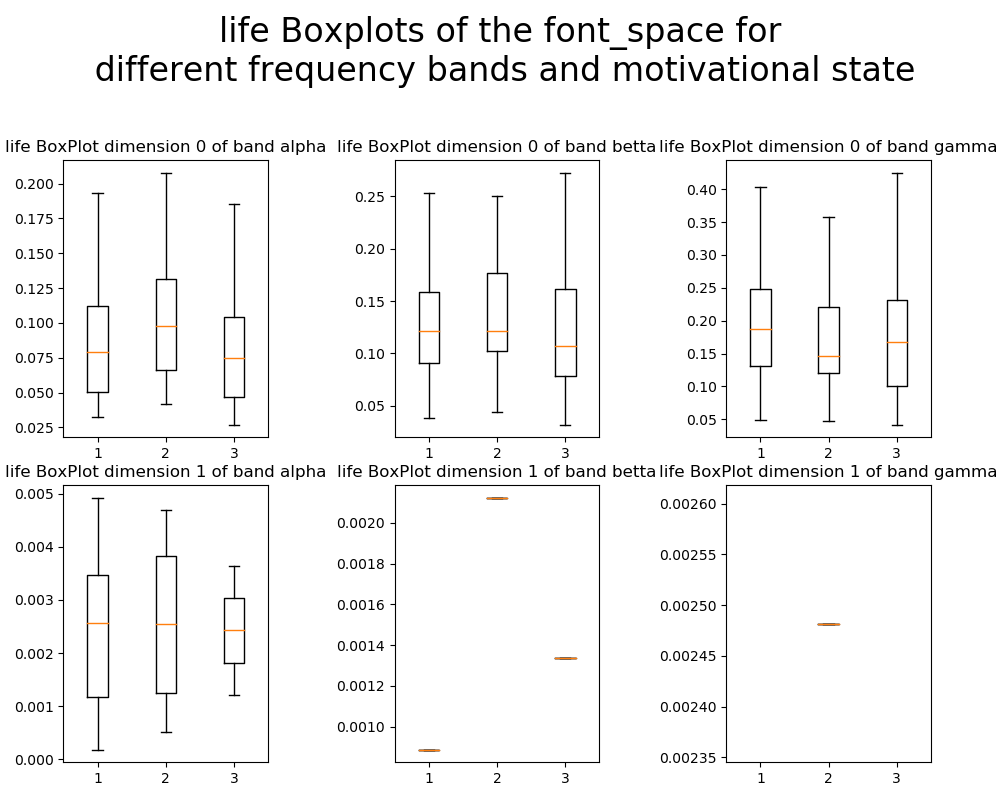 life Boxplots of the font_space for
different frequency bands and motivational state
life BoxPlot dimension 0 of band alpha
0.200
0.175
0.150
0.125
0.100
0.075
0.050
0.025
1 2 3
life BoxPlot dimension 0 of band betta
0.25
0.20
0.15
0.10
0.05
1 2 3
life BoxPlot dimension 0 of band gamma
0.40
0.35
0.30
0.25
0.20
0.15
0.10
0.05
1 2 3
life BoxPlot dimension 1 of band alpha
0.005
0.004
0.003
0.002
0.001
0.000
1 2 3
life BoxPlot dimension 1 of band betta
0.0020
0.0018
0.0016
0.0014
0.0012
0.0010
1 2 3
life BoxPlot dimension 1 of band gamma
0.00260
0.00255
0.00250
0.00245
0.00240
0.00235
1 2 3